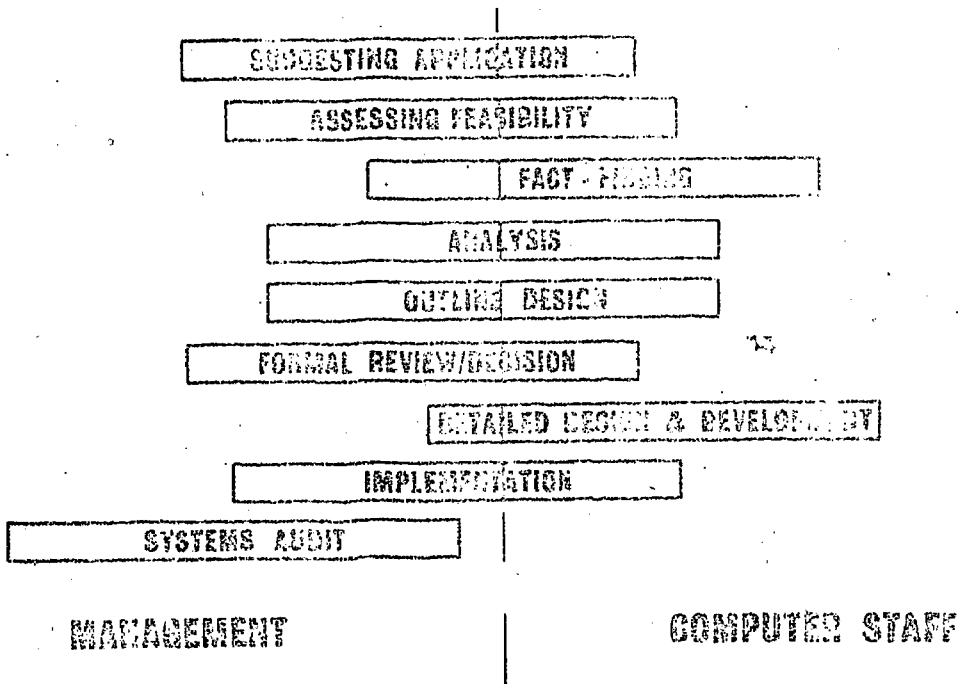 SUGGESTING APPLICATION
ASSESSING FEASIBILITY
FACT - FINDING
ANALYSIS
OUTLINE DESIGN
FORMAL REVIEW/DECISION
DETAILED DESIGN & DEVELOPMENT
IMPLEMENTATION
SYSTEMS AUDIT
MANAGEMENT
COMPUTER STAFF